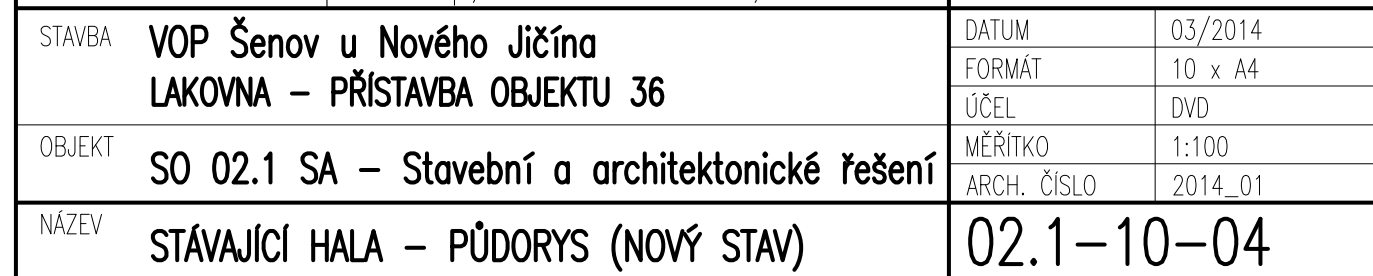 STAVBA
VOP Šenov u Nového Jičína
LAKOVNA – PŘÍSTAVBA OBJEKTU 36
OBJEKT
SO 02.1 SA – Stavební a architektonické řešení
NÁZEV
STÁVAJÍCÍ HALA – PŮDORYS (NOVÝ STAV)
DATUM 03/2014
FORMÁT 10 x A4
ÚČEL DVD
MĚŘÍTKO 1:100
ARCH. ČÍSLO 2014_01
02.1–10–04